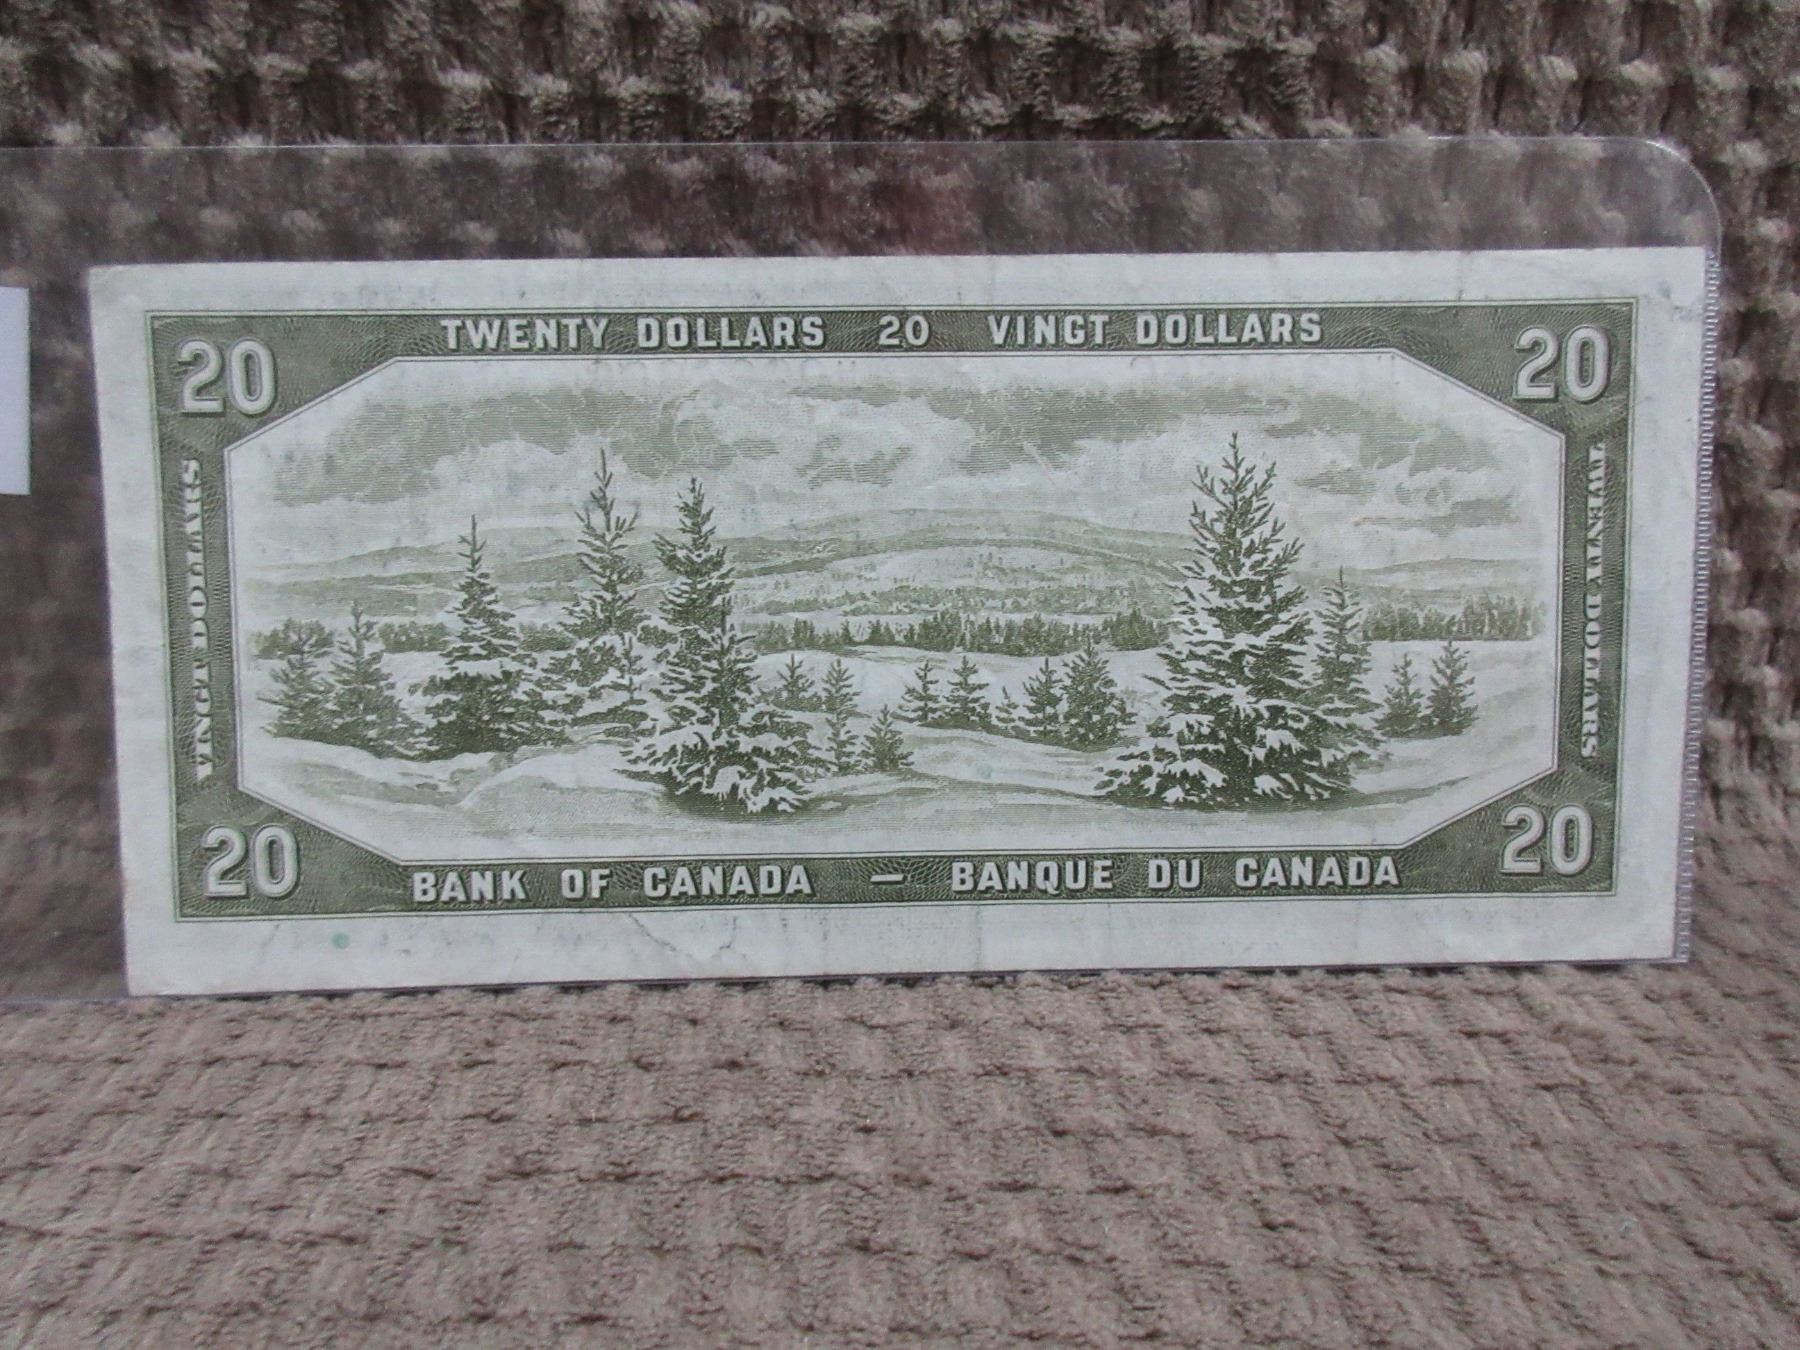 TWENTY DOLLARS 20 VINGT DOLLARS
20
20
VINGT DOLLARS
TWENTY DOLLARS
20
20
BANK OF CANADA — BANQUE DU CANADA